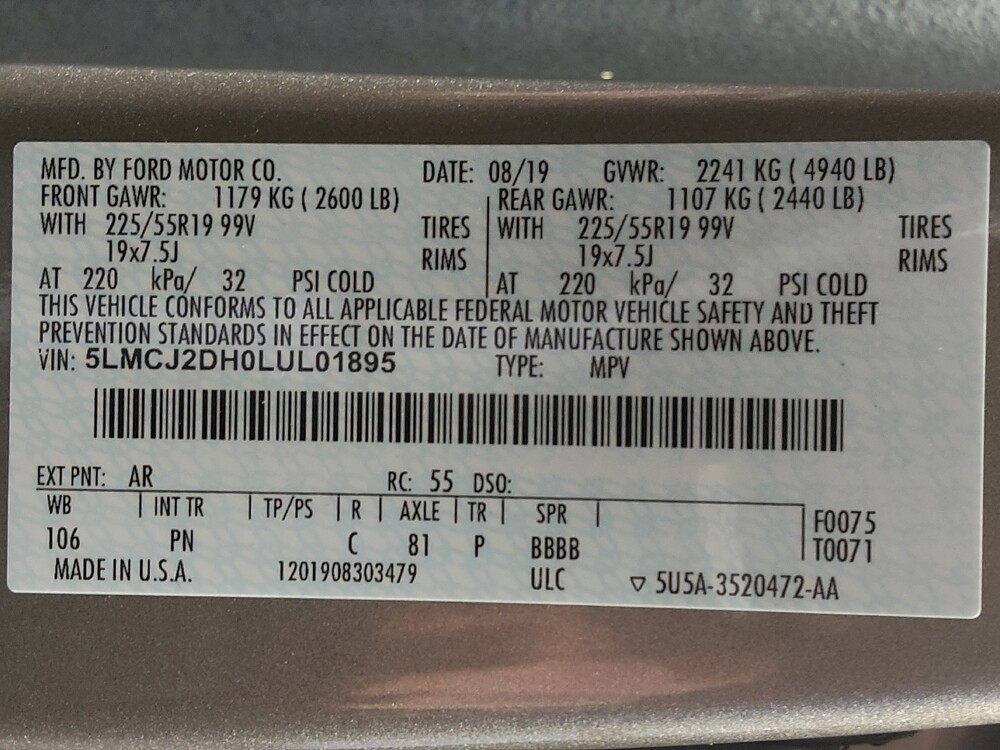 MFD. BY FORD MOTOR CO. DATE: 08/19 GVWR: 2241 KG ( 4940 LB)
FRONT GAWR: 1179 KG ( 2600 LB) REAR GAWR: 1107 KG ( 2440 LB)
WITH 225/55R19 99V TIRES WITH 225/55R19 99V TIRES
19x7.5J RIMS 19x7.5J RIMS
AT 220 kPa/ 32 PSI COLD AT 220 kPa/ 32 PSI COLD
THIS VEHICLE CONFORMS TO ALL APPLICABLE FEDERAL MOTOR VEHICLE SAFETY AND THEFT
PREVENTION STANDARDS IN EFFECT ON THE DATE OF MANUFACTURE SHOWN ABOVE.
VIN: 5LMCJ2DH0LUL01895 TYPE: MPV
EXT PNT: AR RC: 55 DSO:
WB INT TR TP/PS R AXLE TR SPR F0075
106 PN C 81 P BBBB T0071
MADE IN U.S.A. 1201908303479 ULC ▽ 5U5A-3520472-AA